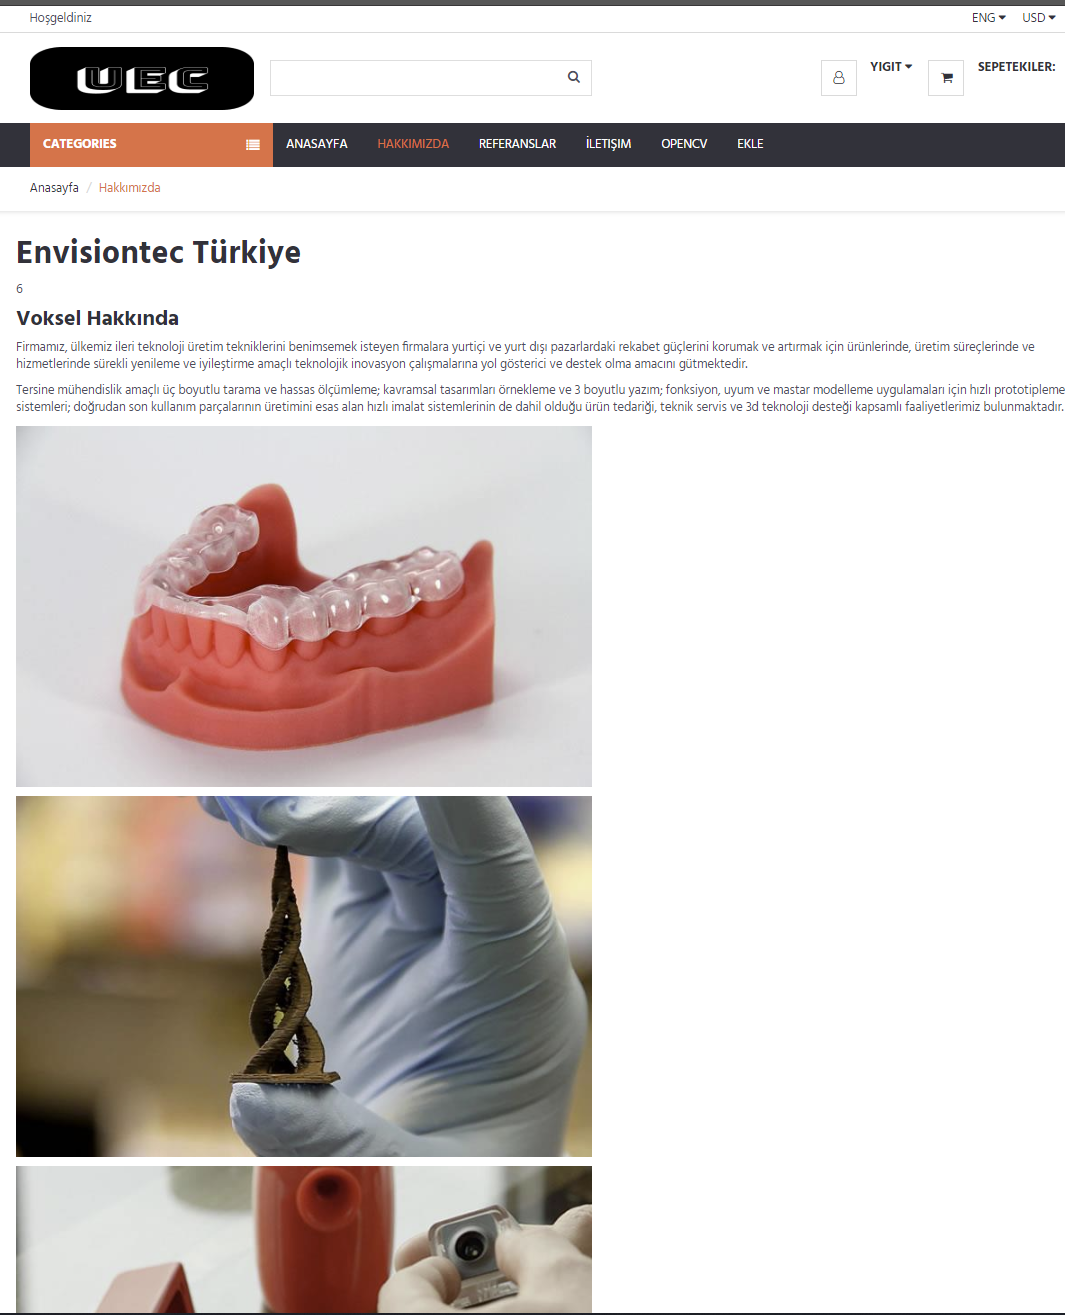 Hoşgeldiniz
ENG USD
UEC
YIGIT
SEPETEKILER:
CATEGORIES
ANASAYFA HAKKIMIZDA REFERANSLAR İLETIŞIM OPENCV EKLE
Anasayfa / Hakkımızda
Envisiontec Türkiye
6
Voksel Hakkında
Firmamız, ülkemiz ileri teknoloji üretim tekniklerini benimsemek isteyen firmalara yurtiçi ve yurt dışı pazarlardaki rekabet güçlerini korumak ve artırmak için ürünlerinde, üretim süreçlerinde ve
hizmetlerinde sürekli yenileme ve iyileştirme amaçlı teknolojik inovasyon çalışmalarına yol gösterici ve destek olma amacını gütmektedir.
Tersine mühendislik amaçlı üç boyutlu tarama ve hassas ölçümleme; kavramsal tasarımları örnekleme ve 3 boyutlu yazım; fonksiyon, uyum ve mastar modelleme uygulamaları için hızlı prototipleme
sistemleri; doğrudan son kullanım parçalarının üretimini esas alan hızlı imalat sistemlerinin de dahil olduğu ürün tedariği, teknik servis ve 3d teknoloji desteği kapsamlı faaliyetlerimiz bulunmaktadır.